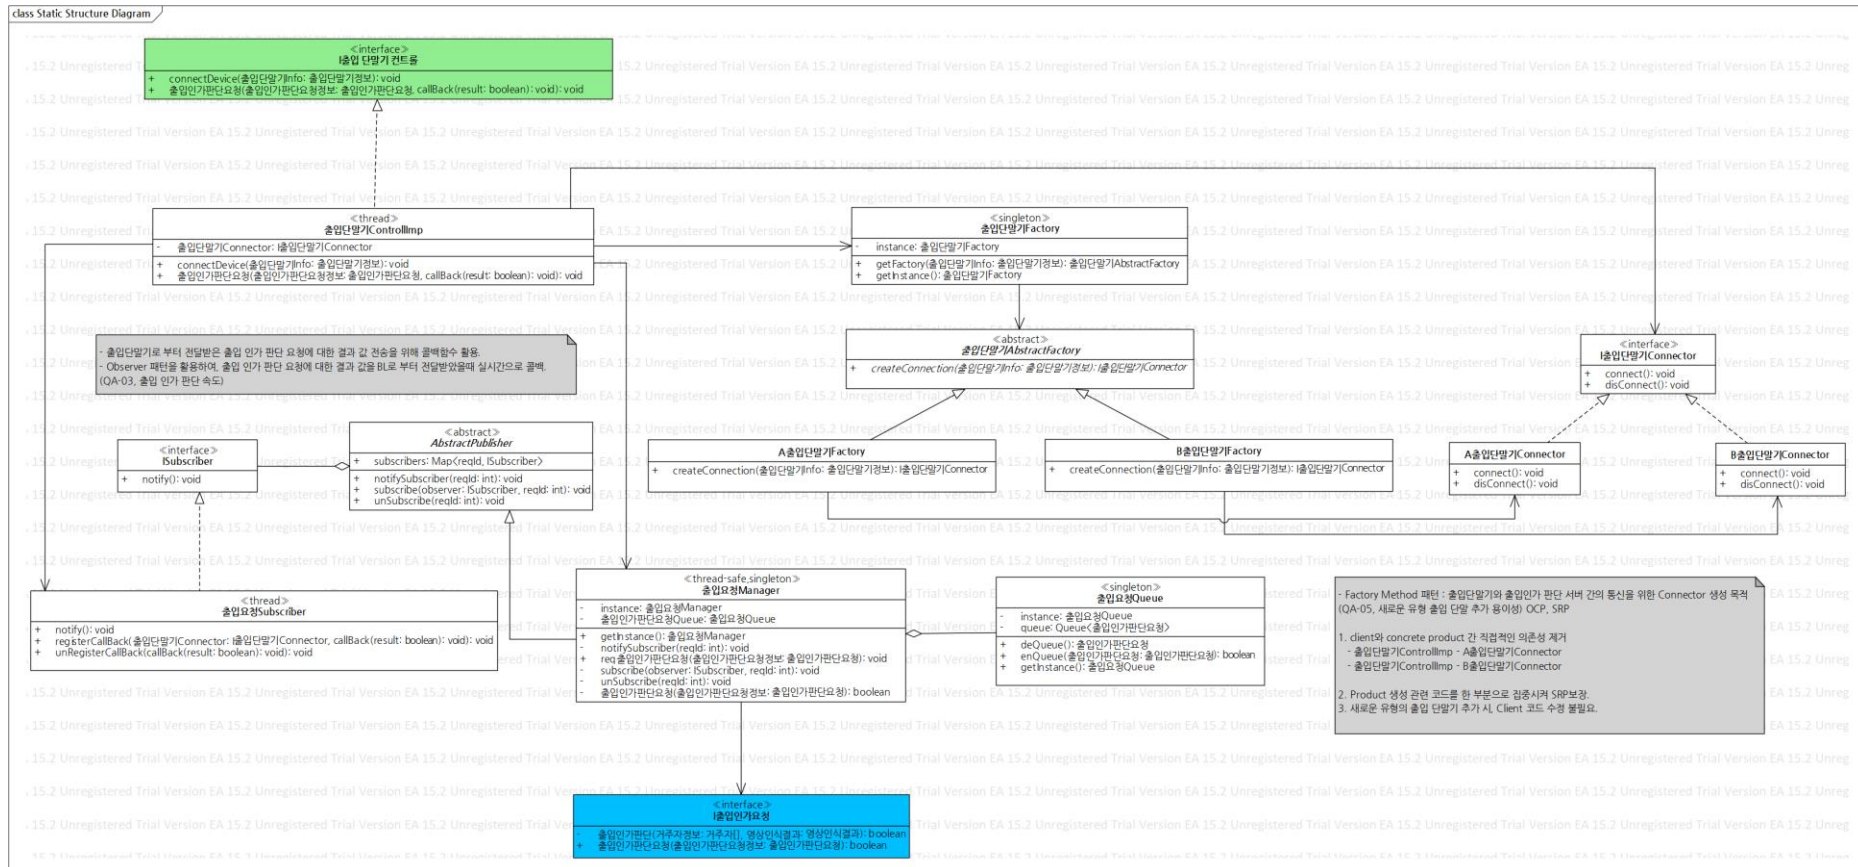 class Static Structure Diagram
«interface»
I출입 단말기 컨트롤
+ connectDevice(출입단말기Info: 출입단말기정보): void
+ 출입인가판단요청(출입인가판단요청정보: 출입인가판단요청, callBack(result: boolean): void): void
«thread»
출입단말기ControlImp
- 출입단말기Connector: I출입단말기Connector
+ connectDevice(출입단말기Info: 출입단말기정보): void
+ 출입인가판단요청(출입인가판단요청정보: 출입인가판단요청, callBack(result: boolean): void): void
«singleton»
출입단말기Factory
- instance: 출입단말기Factory
+ getFactory(출입단말기Info: 출입단말기정보): 출입단말기AbstractFactory
+ getInstance(): 출입단말기Factory
- 출입단말기로 부터 전달받은 출입 인가 판단 요청에 대한 결과 값 전송을 위해 콜백함수 활용.
- Observer 패턴을 활용하여, 출입 인가 판단 요청에 대한 결과 값을 BL로 부터 전달받았을때 실시간으로 콜백.
(QA-03, 출입 인가 판단 속도)
«abstract»
출입단말기AbstractFactory
+ createConnection(출입단말기Info: 출입단말기정보): I출입단말기Connector
«interface»
I출입단말기Connector
+ connect(): void
+ disConnect(): void
«interface»
ISubscriber
+ notify(): void
«abstract»
AbstractPublisher
+ subscribers: Map<reqId, ISubscriber>
+ notifySubscriber(reqId: int): void
+ subscribe(observer: ISubscriber, reqId: int): void
+ unSubscribe(reqId: int): void
A출입단말기Factory
+ createConnection(출입단말기Info: 출입단말기정보): I출입단말기Connector
B출입단말기Factory
+ createConnection(출입단말기Info: 출입단말기정보): I출입단말기Connector
A출입단말기Connector
+ connect(): void
+ disConnect(): void
B출입단말기Connector
+ connect(): void
+ disConnect(): void
«thread»
출입요청Subscriber
+ notify(): void
+ registerCallBack(출입단말기Connector: I출입단말기Connector, callBack(result: boolean): void): void
+ unRegisterCallBack(callBack(result: boolean): void): void
«thread-safe,singleton»
출입요청Manager
- instance: 출입요청Manager
- 출입인가판단요청Queue: 출입요청Queue
+ getInstance(): 출입요청Manager
- notifySubscriber(reqId: int): void
+ req출입인가판단요청(출입인가판단요청정보: 출입인가판단요청): void
- subscribe(observer: ISubscriber, reqId: int): void
- unSubscribe(reqId: int): void
- 출입인가판단요청(출입인가판단요청정보: 출입인가판단요청): boolean
«singleton»
출입요청Queue
- instance: 출입요청Queue
- queue: Queue<출입인가판단요청>
+ deQueue(): 출입인가판단요청
+ enQueue(출입인가판단요청: 출입인가판단요청): boolean
+ getInstance(): 출입요청Queue
- Factory Method 패턴 : 출입단말기와 출입인가 판단 서버 간의 통신을 위한 Connector 생성 목적
(QA-05, 새로운 유형 출입 단말 추가 용이성) OCP, SRP
1. client와 concrete product 간 직접적인 의존성 제거
- 출입단말기ControlImp - A출입단말기Connector
- 출입단말기ControlImp - B출입단말기Connector
2. Product 생성 관련 코드를 한 부분으로 집중시켜 SRP보장.
3. 새로운 유형의 출입 단말기 추가 시, Client 코드 수정 불필요.
«interface»
I출입인가요청
- 출입인가판단(거주자정보: 거주자[], 영상인식결과: 영상인식결과): boolean
+ 출입인가판단요청(출입인가판단요청정보: 출입인가판단요청): boolean